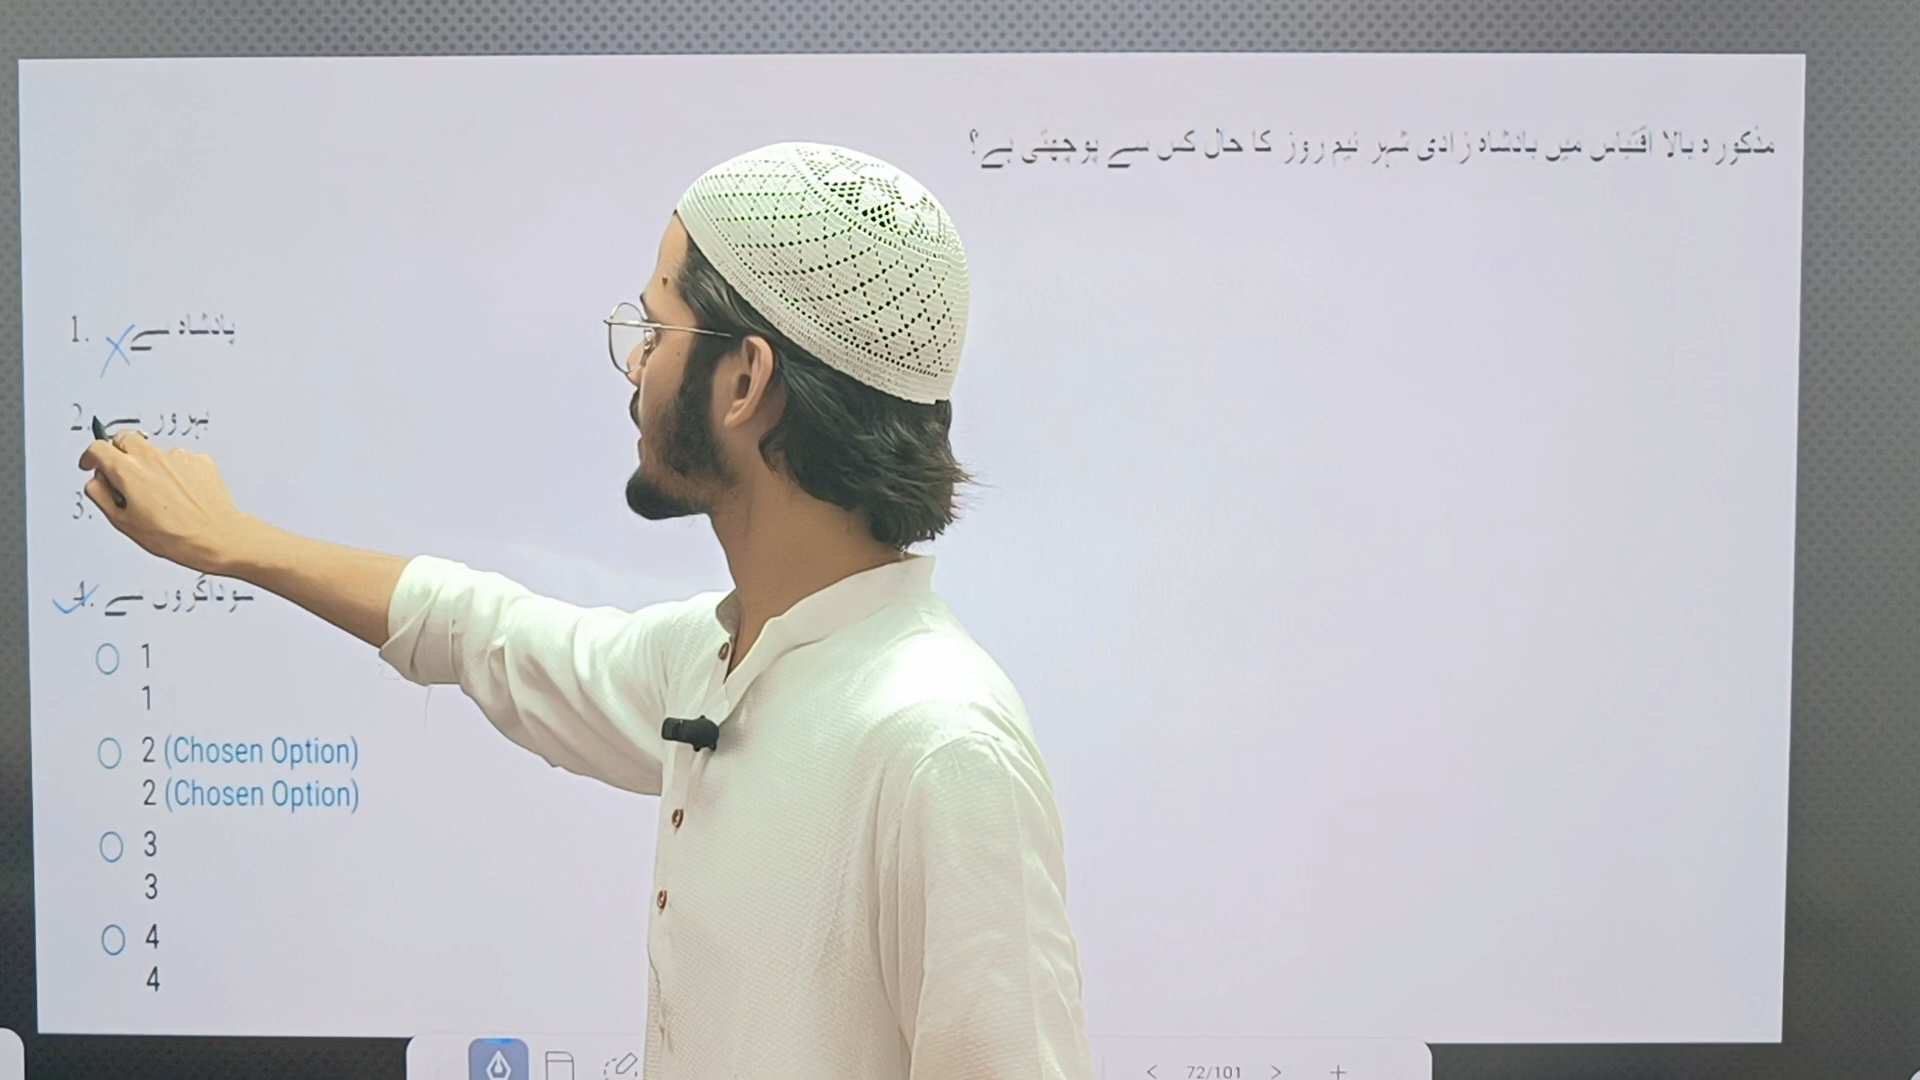 مذکورہ بالا اقتباس میں بادشاہ زادی شہر نیم روز کا حال کس سے پوچھتی ہے؟
1. بادشاہ سے
2. بہروز سے
3.
4. سوداگروں سے
1
1
2 (Chosen Option)
2 (Chosen Option)
3
3
4
4
72/101